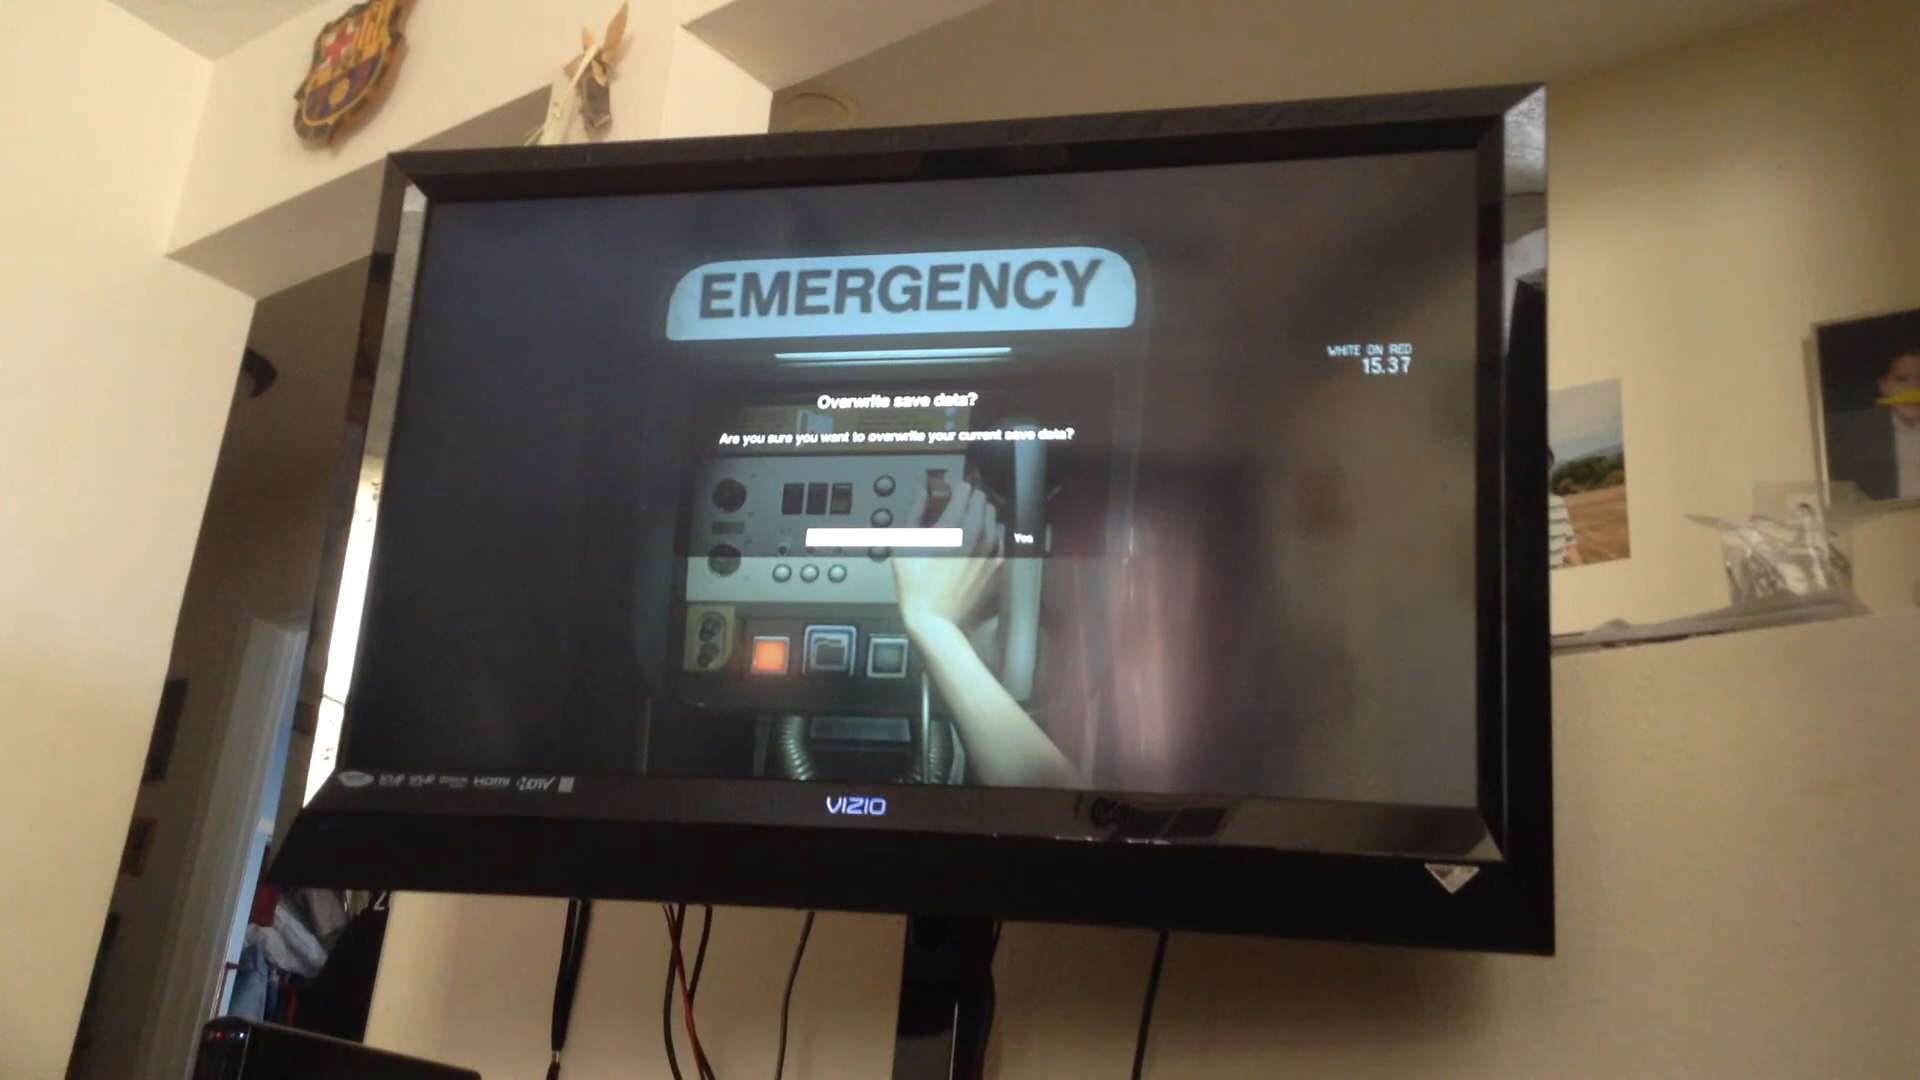 EMERGENCY
WHITE ON RED
15.37
Overwrite save data?
Are you sure you want to overwrite your current save data?
Yes
HDMI HDTV
VIZIO